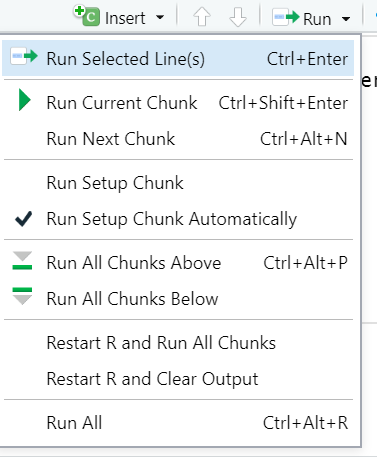 Insert Run
Run Selected Line(s) Ctrl+Enter
Run Current Chunk Ctrl+Shift+Enter
Run Next Chunk Ctrl+Alt+N
Run Setup Chunk
Run Setup Chunk Automatically
Run All Chunks Above Ctrl+Alt+P
Run All Chunks Below
Restart R and Run All Chunks
Restart R and Clear Output
Run All Ctrl+Alt+R